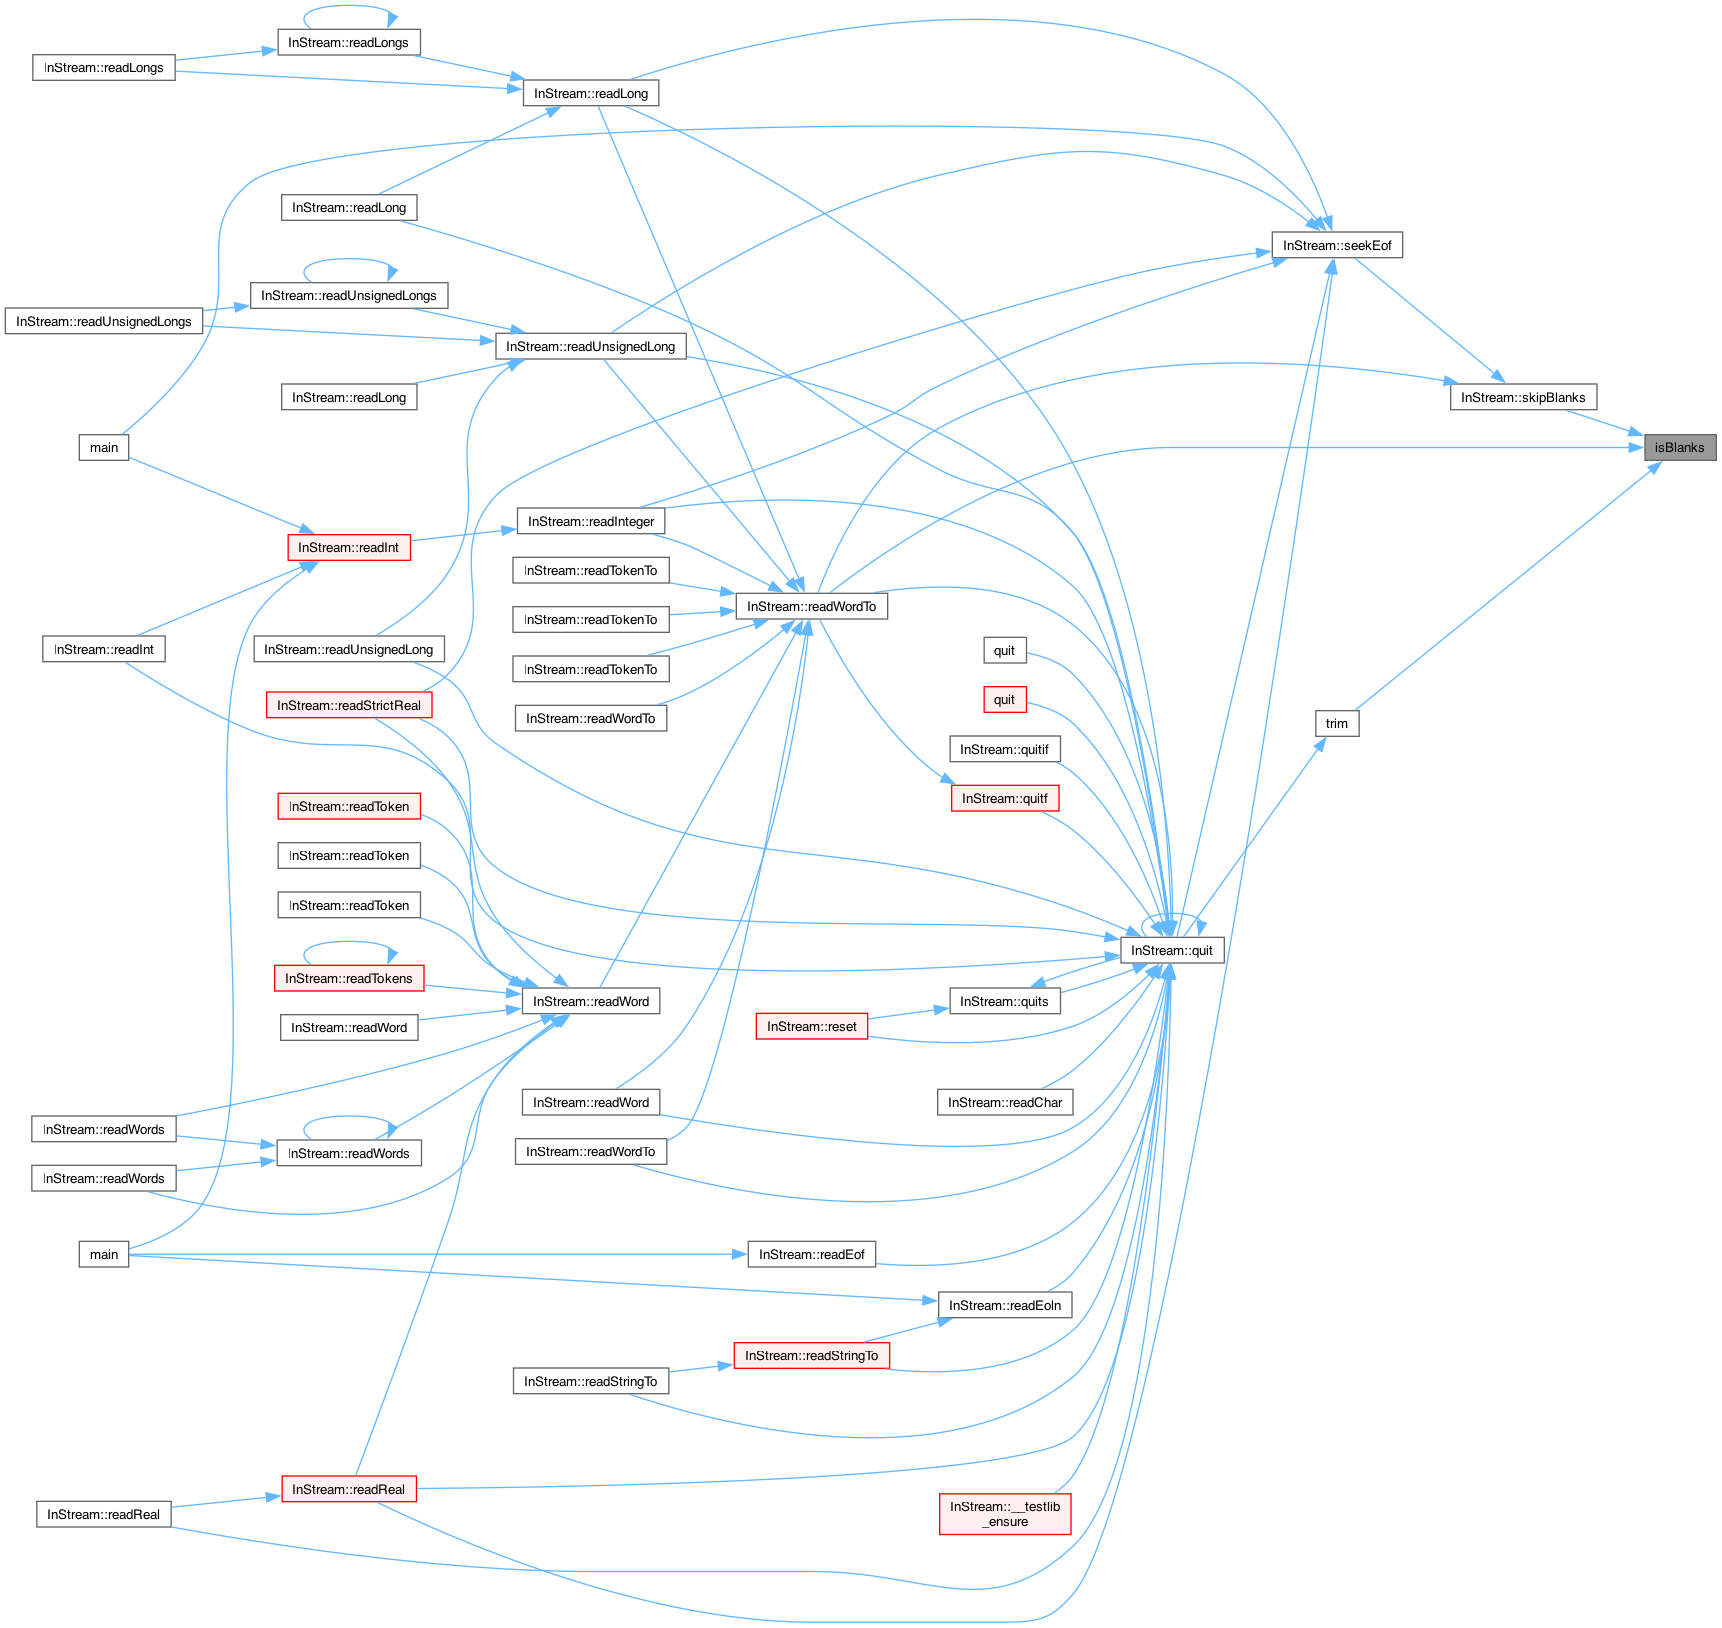 InStream::readLongs
InStream::readLongs
InStream::readLong
InStream::readLong
InStream::seekEof
InStream::readUnsignedLongs
InStream::readUnsignedLongs
InStream::readUnsignedLong
InStream::readLong
InStream::skipBlanks
main
isBlanks
InStream::readInteger
InStream::readInt
InStream::readTokenTo
InStream::readWordTo
InStream::readTokenTo
InStream::readInt
InStream::readUnsignedLong
quit
InStream::readTokenTo
InStream::readStrictReal
quit
InStream::readWordTo
trim
InStream::quitif
InStream::quitf
InStream::readToken
InStream::readToken
InStream::readToken
InStream::quit
InStream::readTokens
InStream::readWord
InStream::quits
InStream::reset
InStream::readWord
InStream::readWord
InStream::readChar
InStream::readWords
InStream::readWords
InStream::readWordTo
InStream::readWords
main
InStream::readEof
InStream::readEoln
InStream::readStringTo
InStream::readStringTo
InStream::readReal
InStream::readReal
InStream::__testlib
_ensure